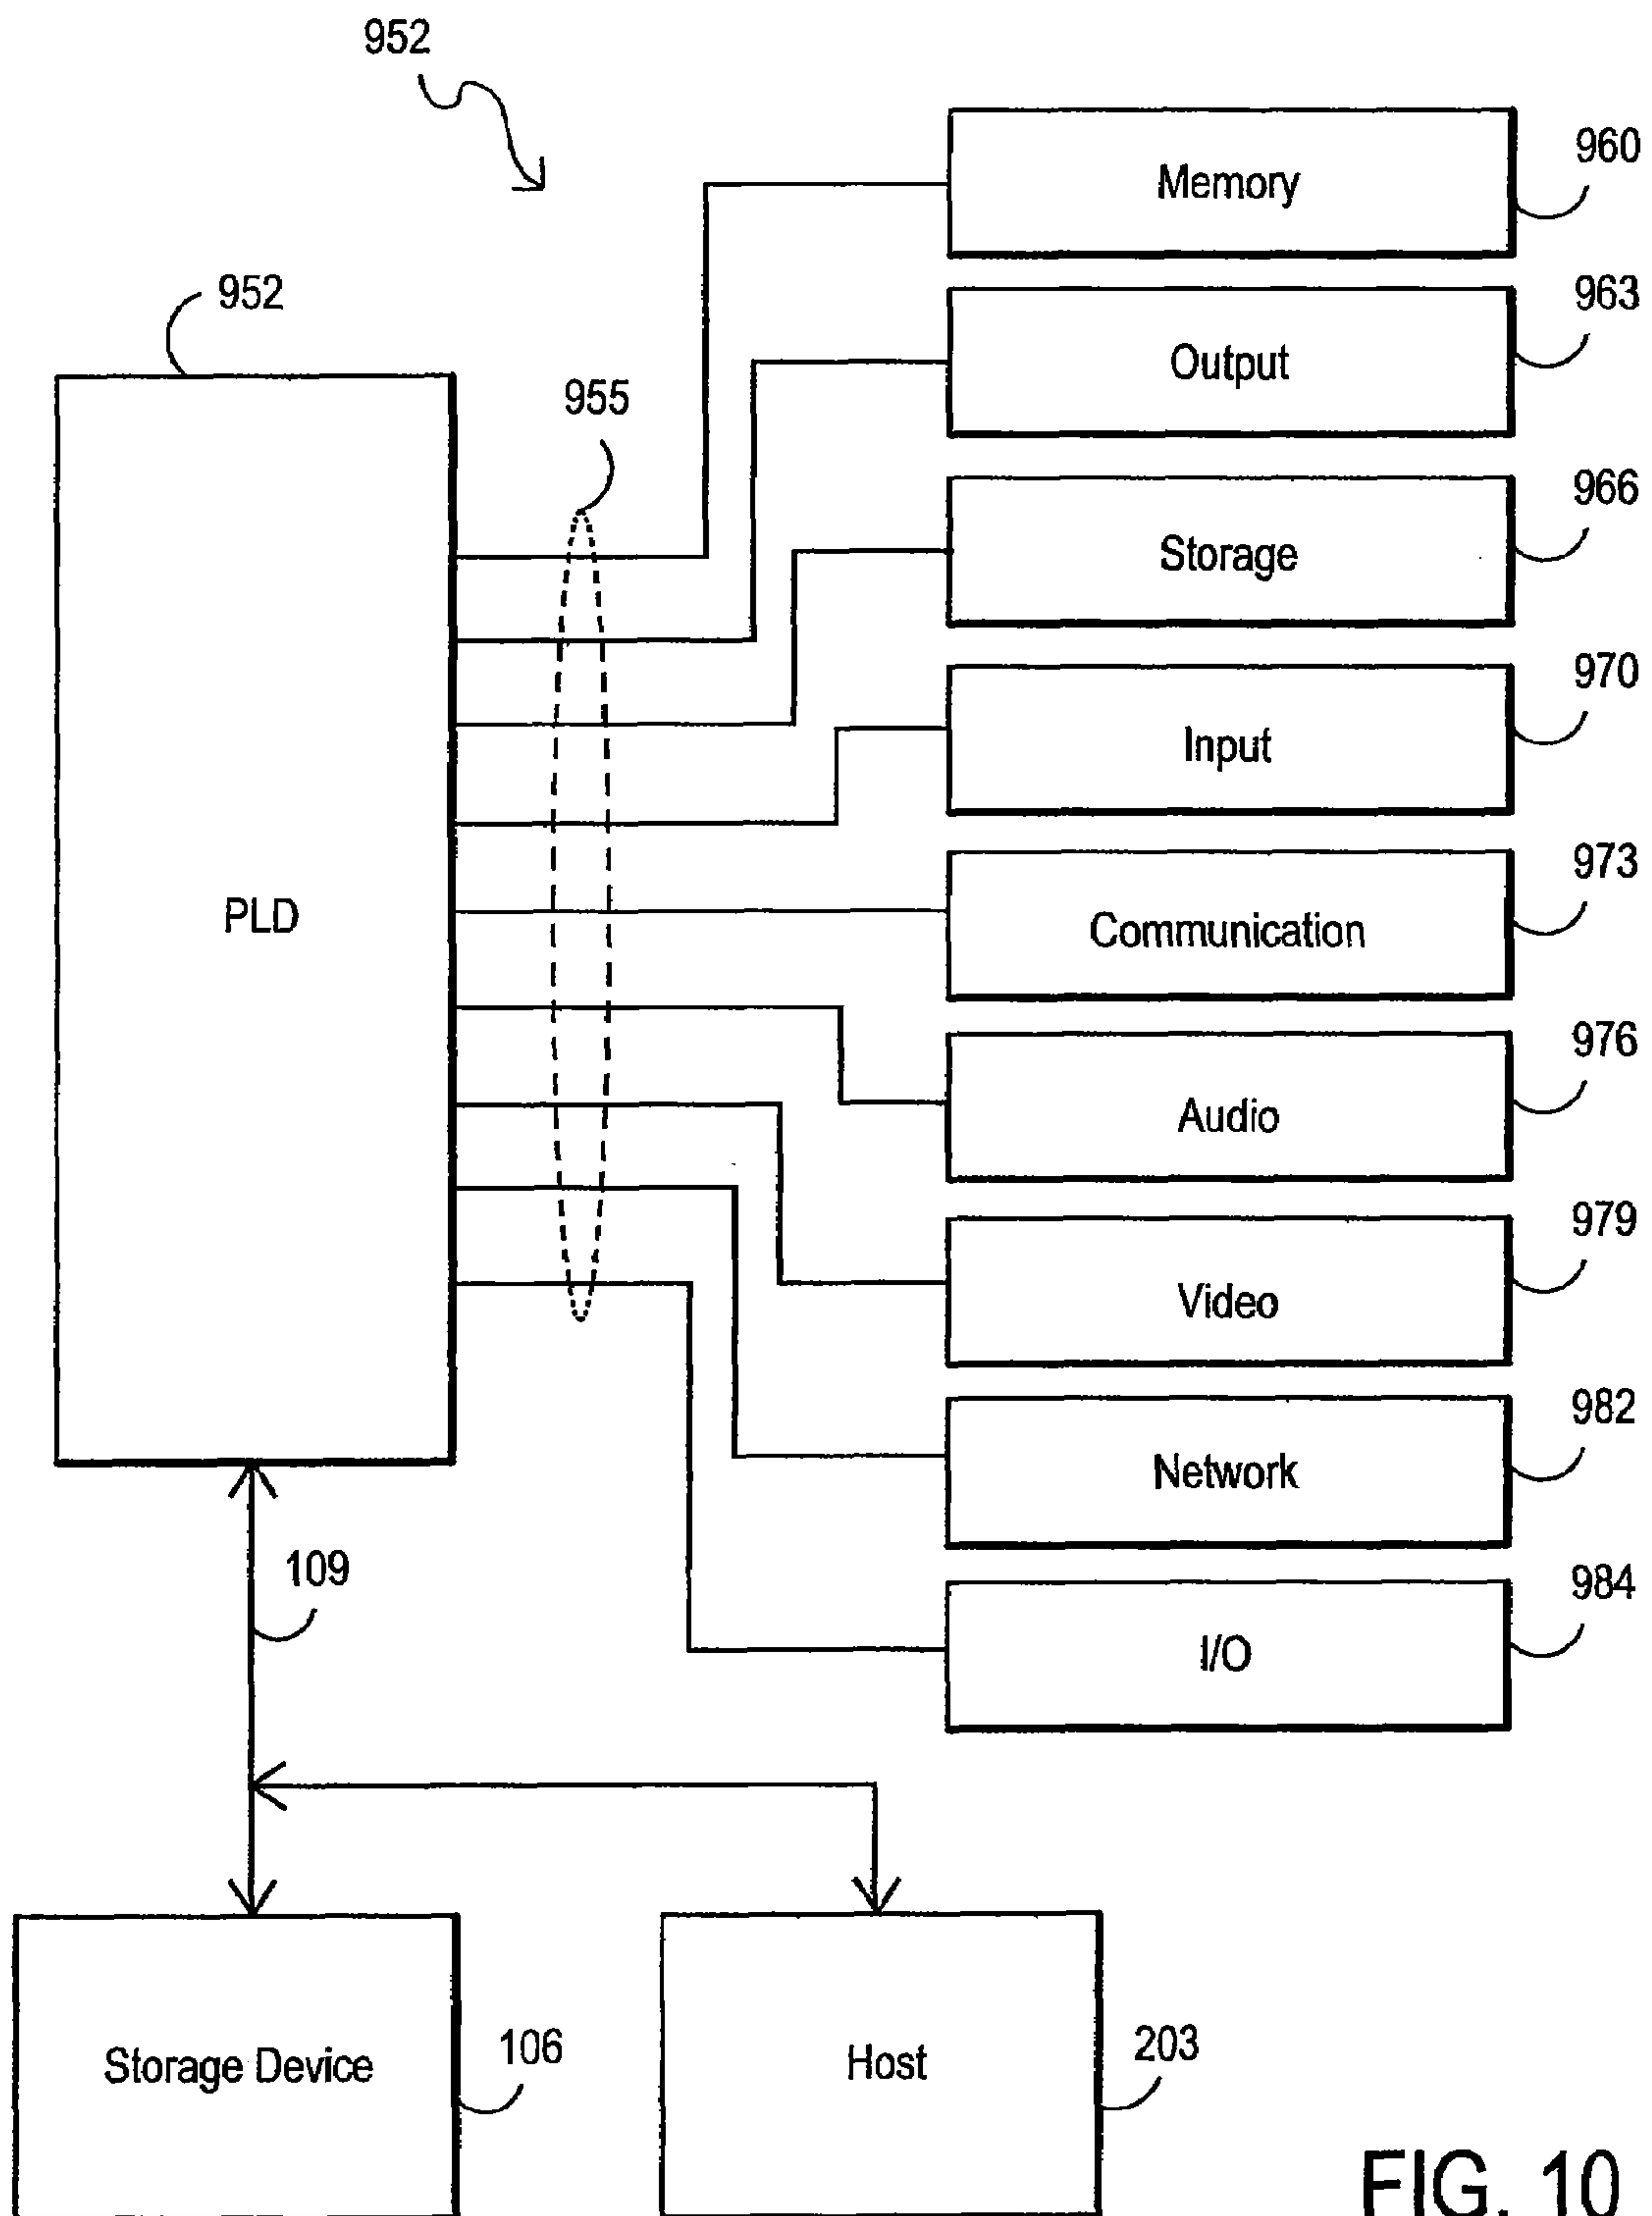 952
Memory
960
952
Output
963
955
Storage
966
Input
970
PLD
Communication
973
Audio
976
Video
979
Network
982
109
I/O
984
Storage Device
106
Host
203
FIG. 10